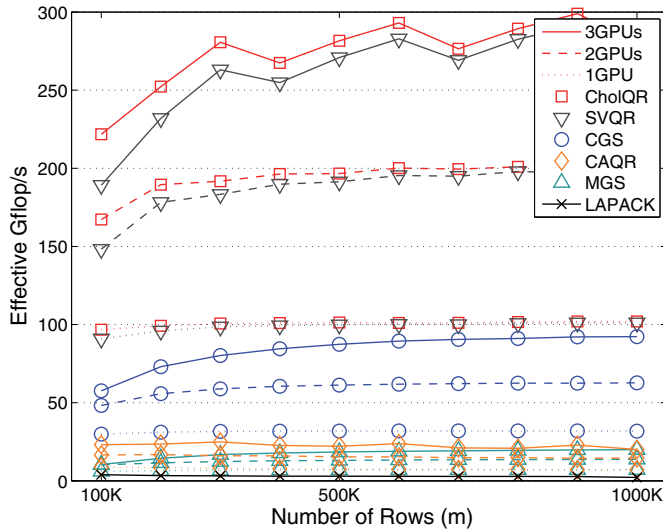 300
250
200
150
100
50
0
Effective Gflop/s
100K
500K
1000K
Number of Rows (m)
3GPUs
2GPUs
1GPU
CholQR
SVQR
CGS
CAQR
MGS
LAPACK